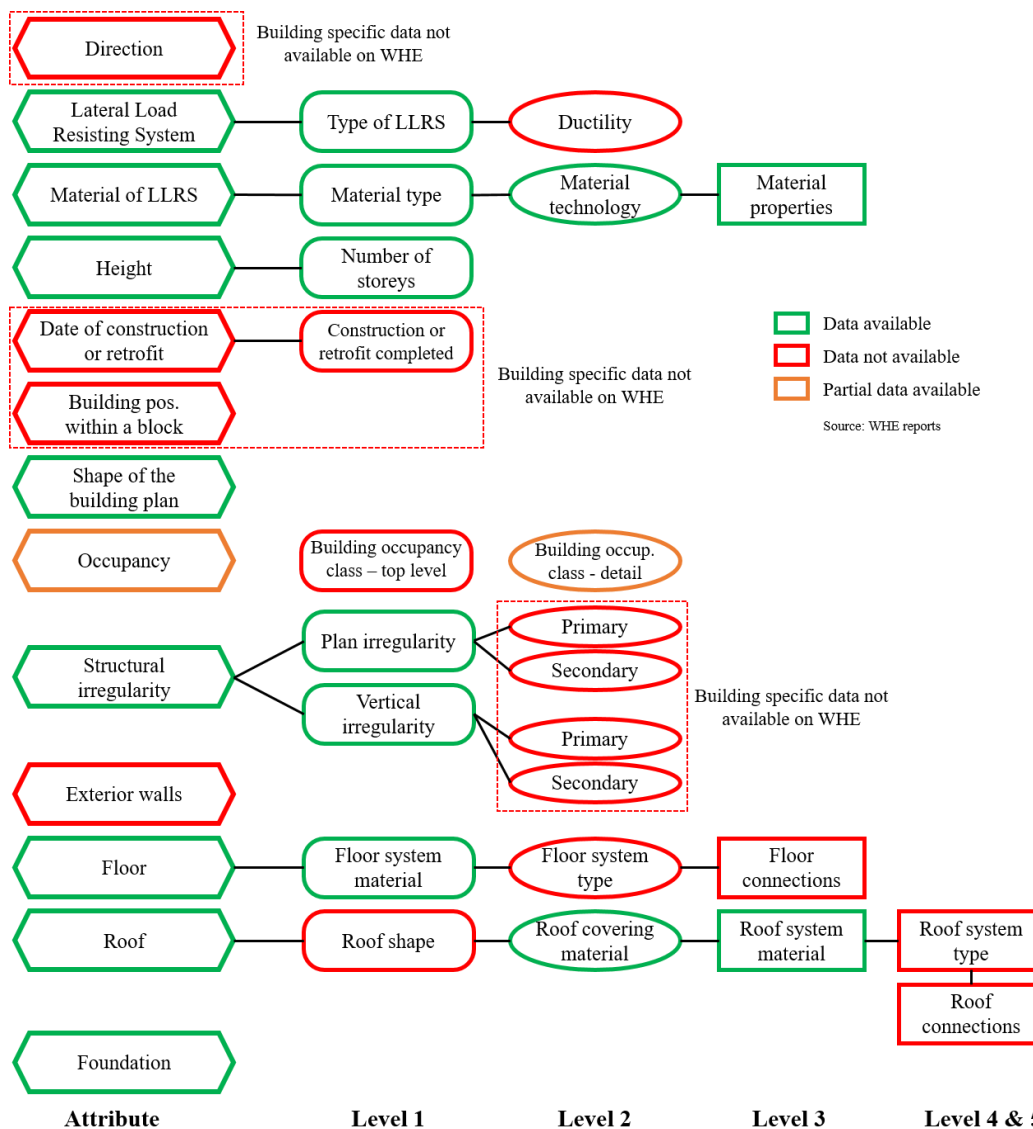 Direction
Building specific data not
available on WHE
Lateral Load
Resisting System
Type of LLRS
Ductility
Material of LLRS
Material type
Material
technology
Material
properties
Height
Number of
storeys
Date of construction
or retrofit
Construction or
retrofit completed
Building pos.
within a block
Building specific data not
available on WHE
Data available
Data not available
Partial data available
Source: WHE reports
Shape of the
building plan
Occupancy
Building occupancy
class – top level
Building occup.
class - detail
Structural
irregularity
Plan irregularity
Vertical
irregularity
Primary
Secondary
Primary
Secondary
Building specific data not
available on WHE
Exterior walls
Floor
Floor system
material
Floor system
type
Floor
connections
Roof
Roof shape
Roof covering
material
Roof system
material
Roof system
type
Roof
connections
Foundation
Attribute
Level 1
Level 2
Level 3
Level 4 & 5